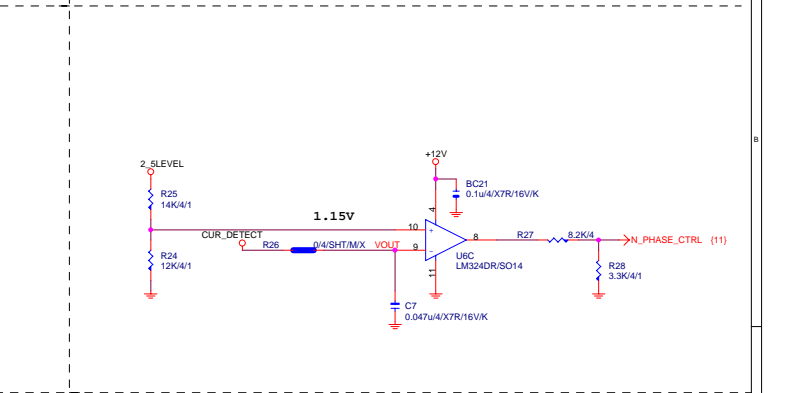 B
+12V
2_5LEVEL
BC21
0.1u/4/X7R/16V/K
R25
14K/4/1
4
1.15V
10
+
CUR_DETECT
R26
0/4/SHT/M/X
VOUT
9
-
8
R27
8.2K/4
N_PHASE_CTRL {11}
R24
12K/4/1
U6C
LM324DR/SO14
11
R28
3.3K/4/1
C7
0.047u/4/X7R/16V/K